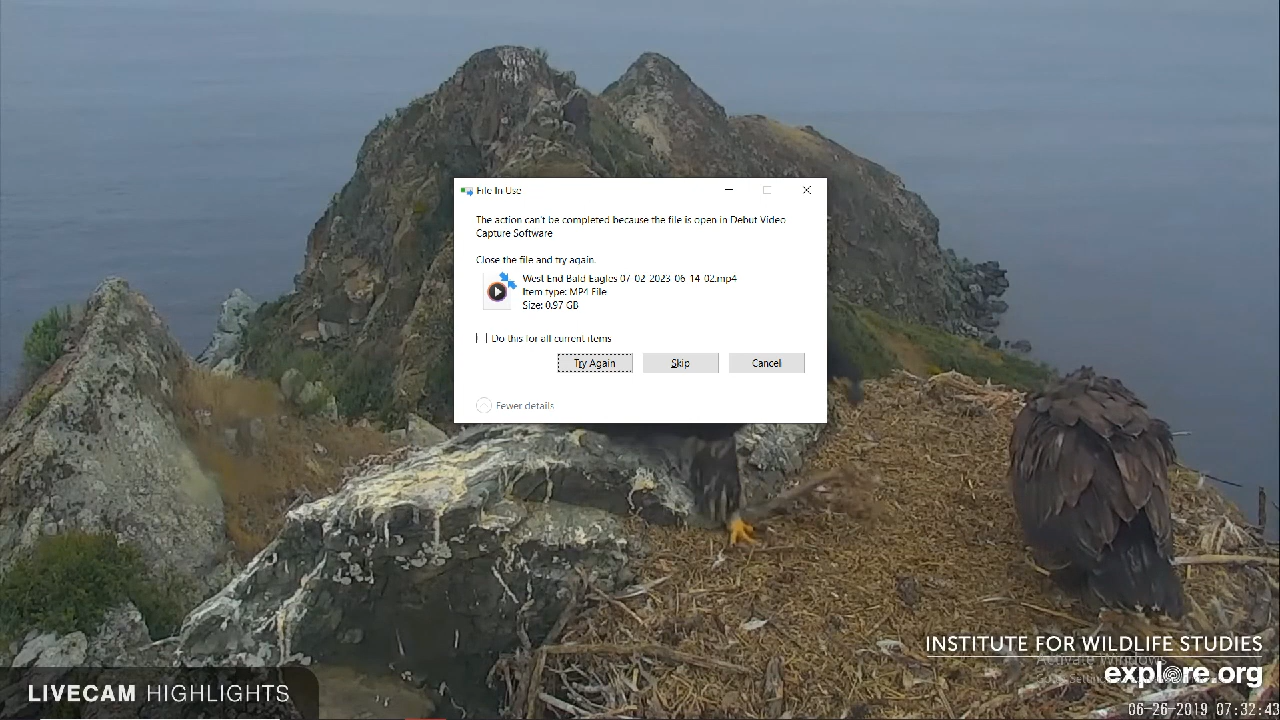 File In Use
The action can't be completed because the file is open in Debut Video
Capture Software
Close the file and try again.
West End Bald Eagles 07-02-2023-06-14-02.mp4
Item type: MP4 File
Size: 0.97 GB
Do this for all current items
Try Again
Skip
Cancel
Fewer details
INSTITUTE FOR WILDLIFE STUDIES
Activate Windows
explore.org
LIVECAM HIGHLIGHTS
06-26-2019 07:32:43